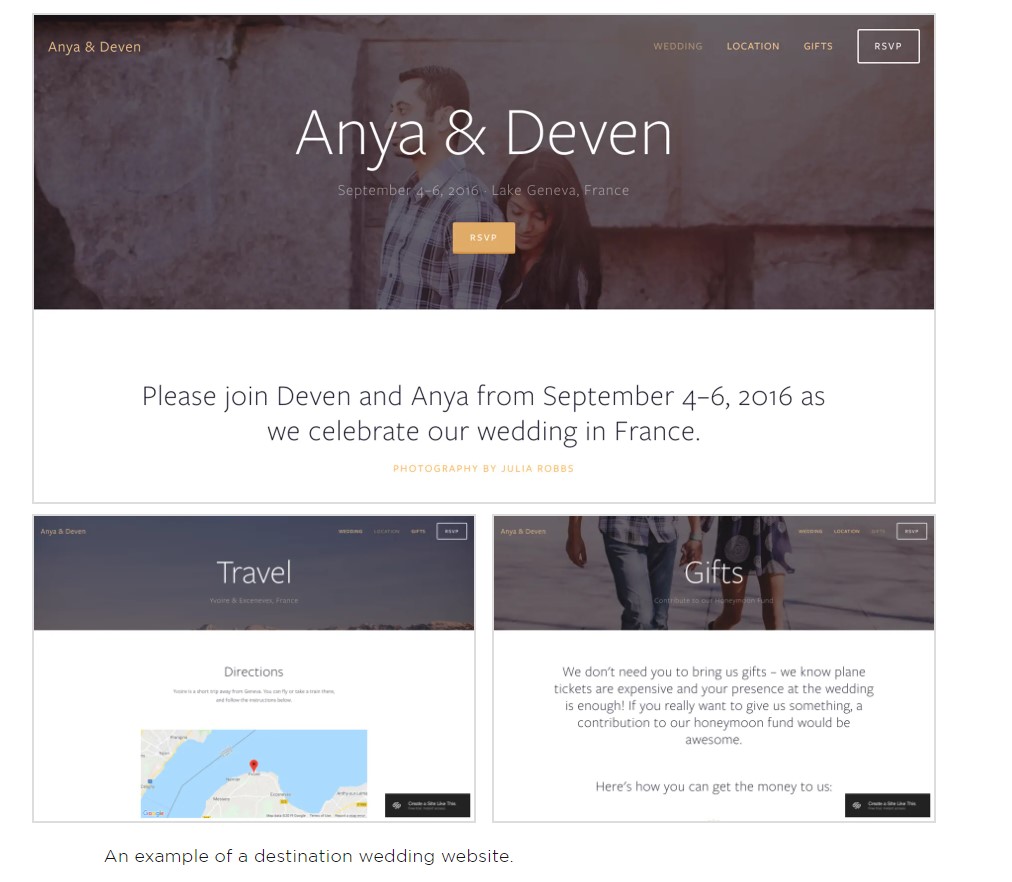 Anya & Deven
WEDDING LOCATION GIFTS RSVP
Anya & Deven
September 4–6, 2016 · Lake Geneva, France
RSVP
Please join Deven and Anya from September 4–6, 2016 as
we celebrate our wedding in France.
PHOTOGRAPHY BY JULIA ROBBS
Anya & Deven
WEDDING LOCATION GIFTS RSVP
Travel
Yvoire & Excenevex, France
Directions
Yvoire is a short trip away from Geneva. You can fly or take a train there,
and follow the instructions below.
Google
Create a Site Like This
Anya & Deven
WEDDING LOCATION GIFTS RSVP
Gifts
Contribute to our Honeymoon Fund
We don't need you to bring us gifts – we know plane
tickets are expensive and your presence at the wedding
is enough! If you really want to give us something, a
contribution to our honeymoon fund would be
awesome.
Here's how you can get the money to us:
Create a Site Like This
An example of a destination wedding website.